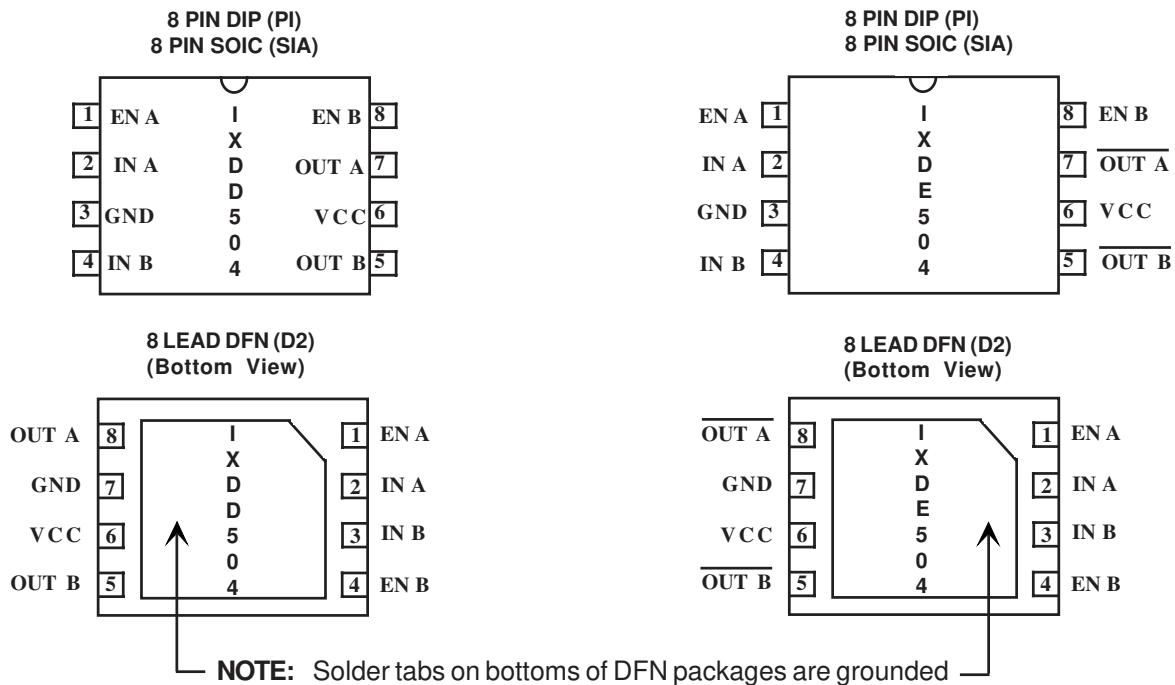 8 PIN DIP (PI)
8 PIN SOIC (SIA)
1 EN A
2 IN A
3 GND
4 IN B
I
X
D
D
5
0
4
EN B 8
OUT A 7
VCC 6
OUT B 5
8 PIN DIP (PI)
8 PIN SOIC (SIA)
EN A 1
IN A 2
GND 3
IN B 4
I
X
D
E
5
0
4
8 EN B
7 O̅U̅T̅ A̅
6 VCC
5 O̅U̅T̅ B̅
8 LEAD DFN (D2)
(Bottom View)
OUT A 8
GND 7
VCC 6
OUT B 5
I
X
D
D
5
0
4
1 EN A
2 IN A
3 IN B
4 EN B
8 LEAD DFN (D2)
(Bottom View)
O̅U̅T̅ A̅ 8
GND 7
VCC 6
O̅U̅T̅ B̅ 5
I
X
D
E
5
0
4
1 EN A
2 IN A
3 IN B
4 EN B
NOTE: Solder tabs on bottoms of DFN packages are grounded